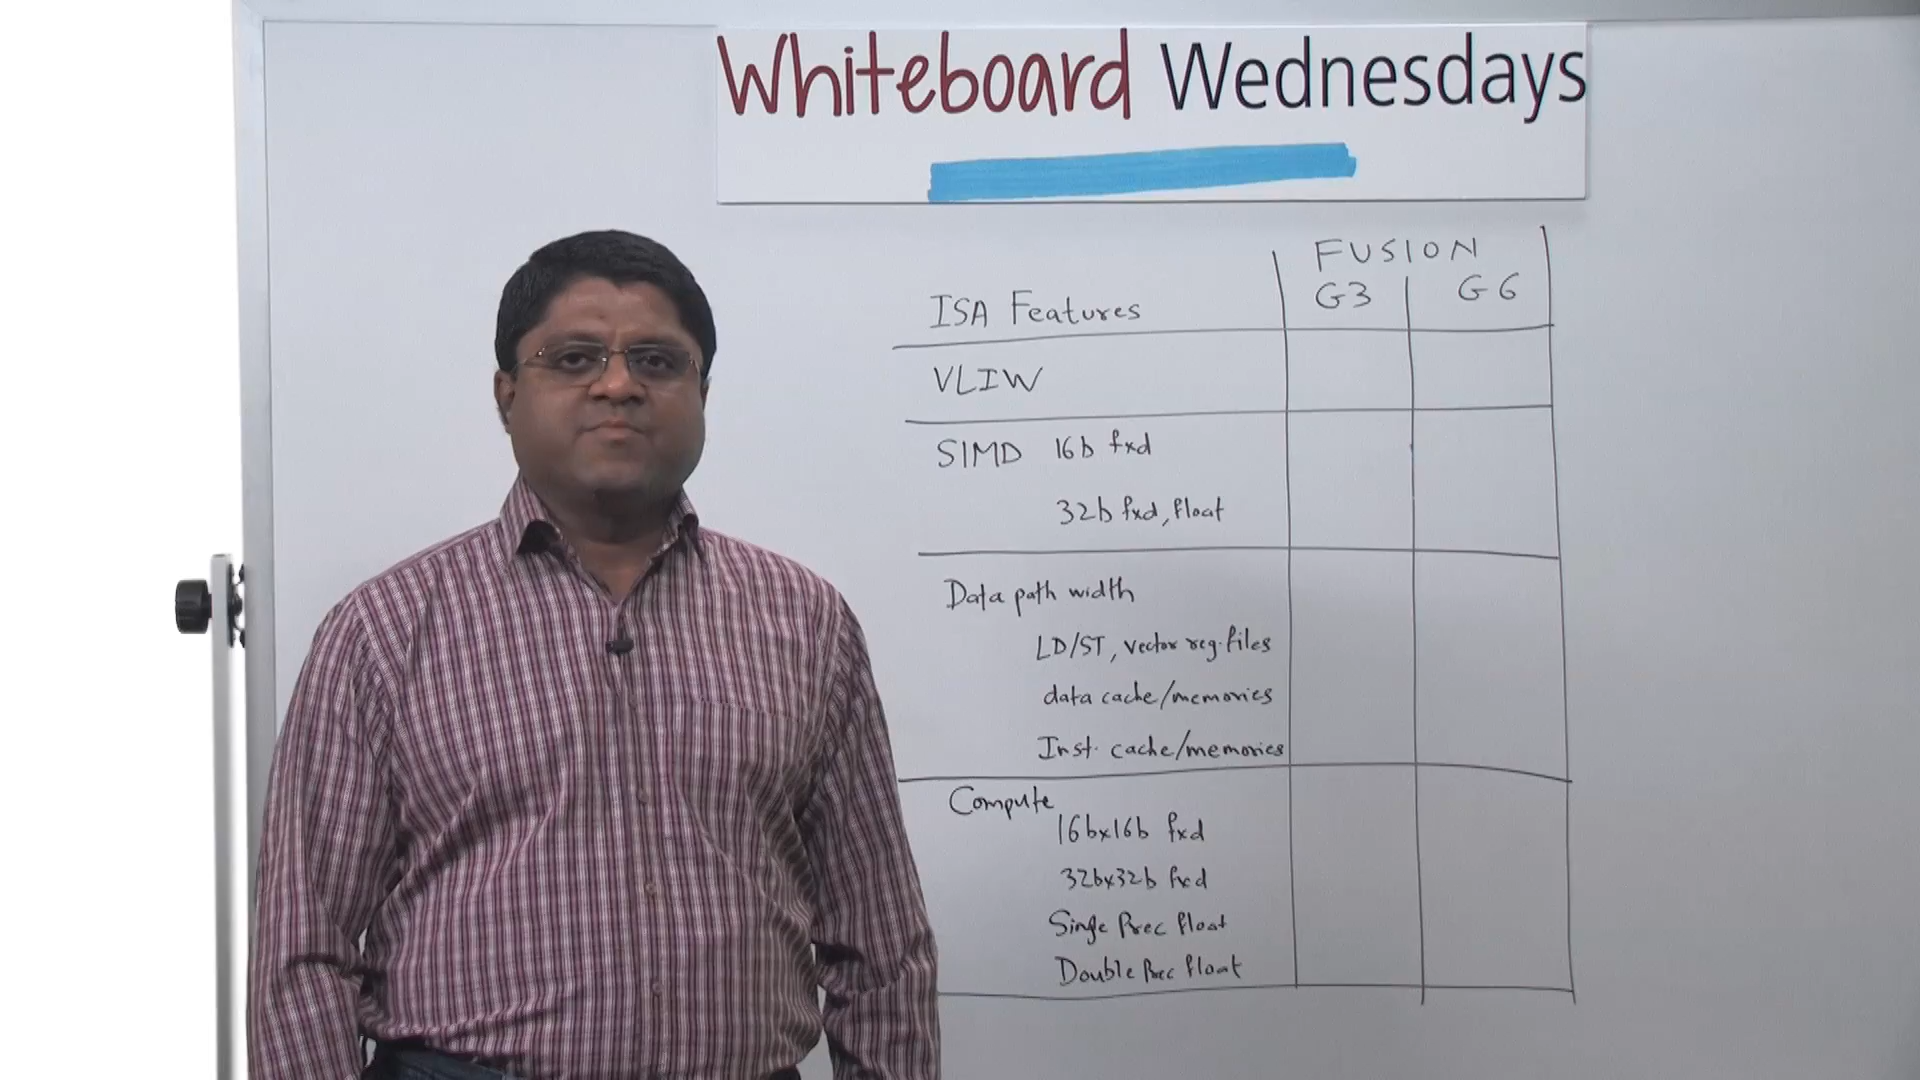 Whiteboard Wednesdays
FUSION
ISA Features G3 G6
VLIW
SIMD 16b fxd
32b fxd, float
Data path width
LD/ST, vector reg. files
data cache/memories
Inst. cache/memories
Compute
16bx16b fxd
32bx32b fxd
Single Prec float
Double Prec float